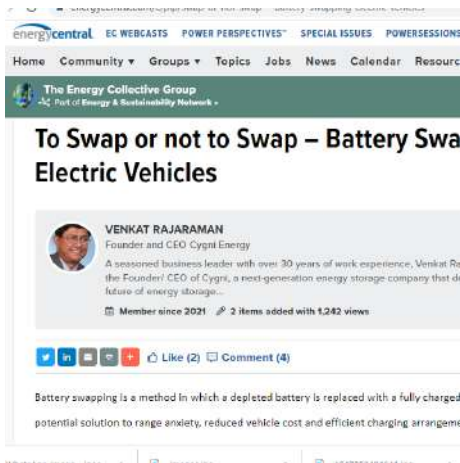 energycentral EC WEBCASTS POWER PERSPECTIVES™ SPECIAL ISSUES POWERSESSIONS
Home Community Groups Topics Jobs News Calendar Resourc
The Energy Collective Group
Part of Energy & Sustainability Network
To Swap or not to Swap – Battery Swa
Electric Vehicles
VENKAT RAJARAMAN
Founder and CEO Cygni Energy
A seasoned business leader with over 30 years of work experience, Venkat Ra
the Founder/ CEO of Cygni, a next-generation energy storage company that de
future of energy storage...
Member since 2021 2 items added with 1,242 views
Like (2) Comment (4)
Battery swapping is a method in which a depleted battery is replaced with a fully charged
potential solution to range anxiety, reduced vehicle cost and efficient charging arrangeme